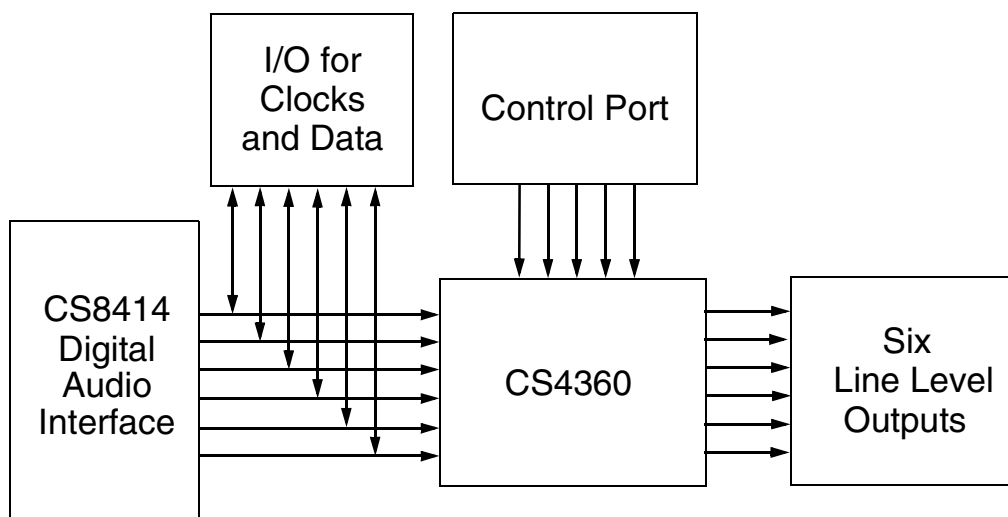 I/O for
Clocks
and Data
Control Port
CS8414
Digital
Audio
Interface
CS4360
Six
Line Level
Outputs